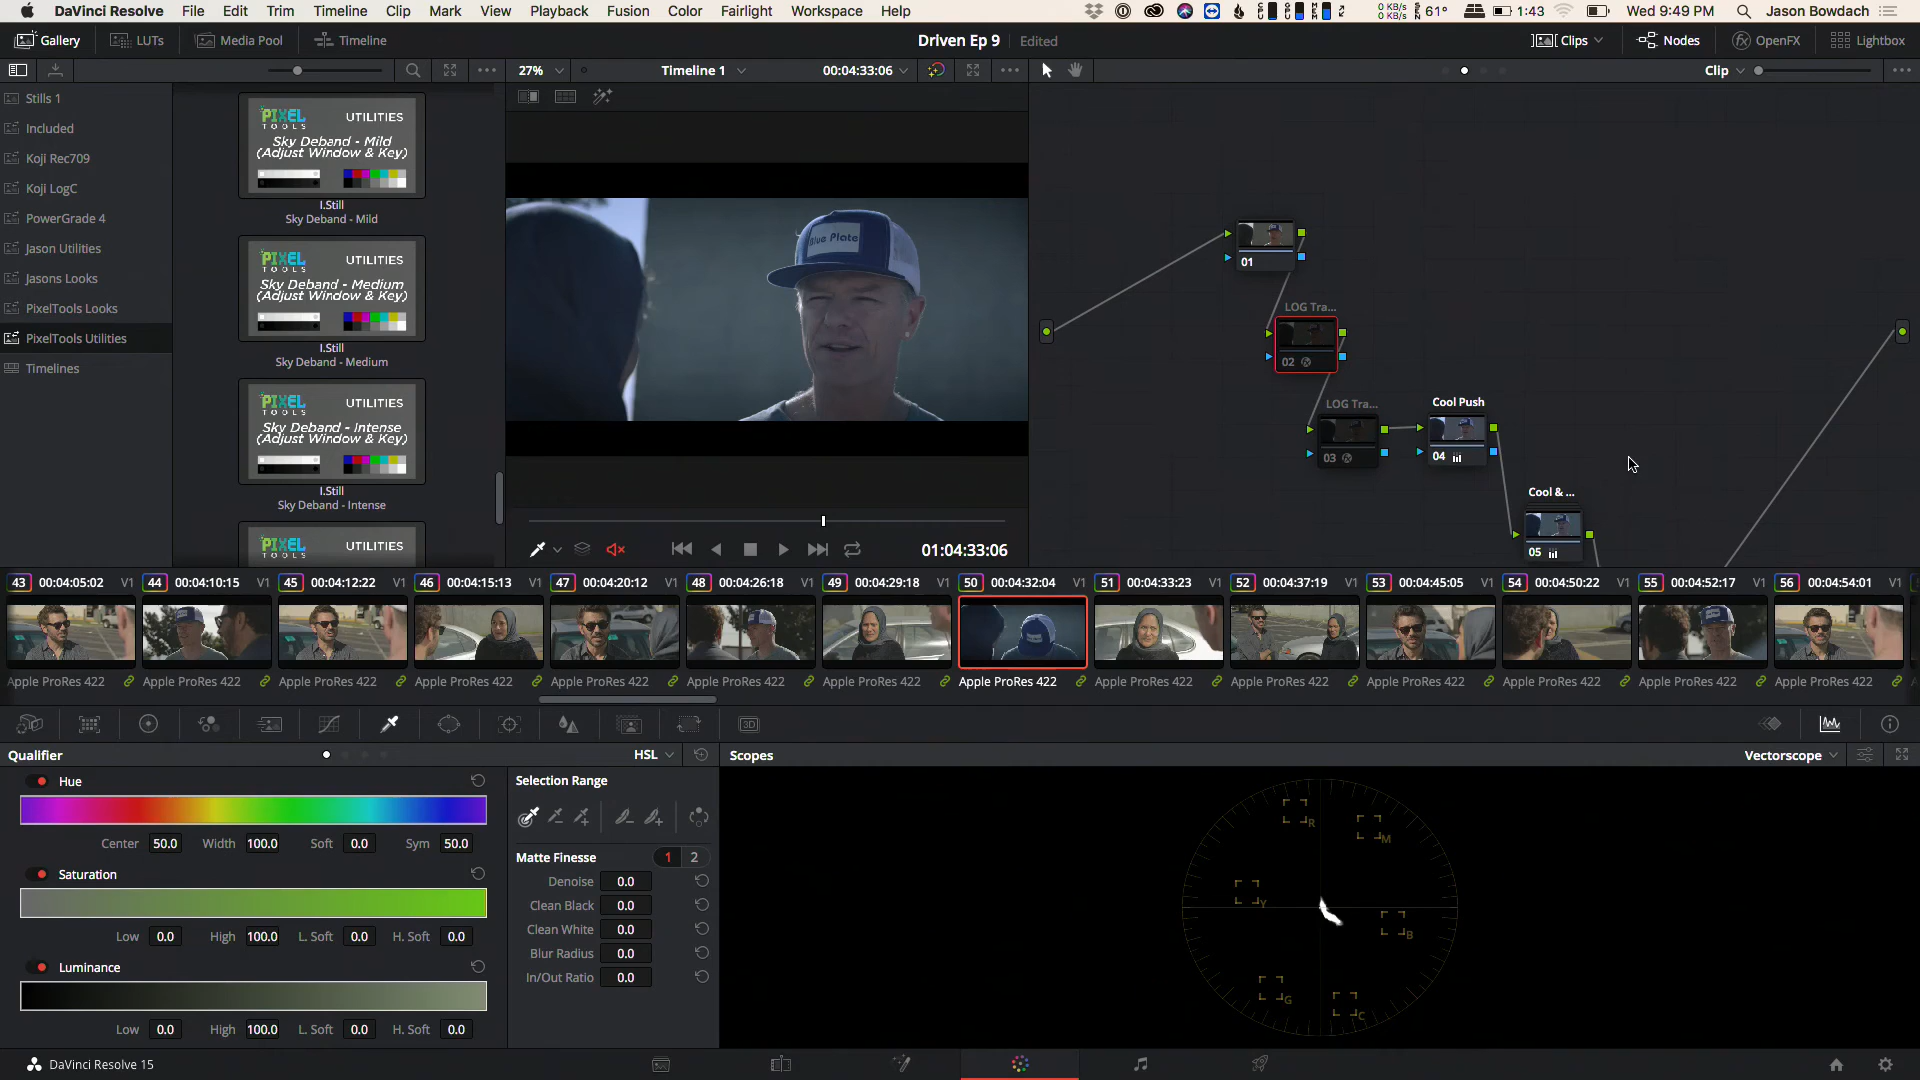 DaVinci Resolve File Edit Trim Timeline Clip Mark View Playback Fusion Color Fairlight Workspace Help
0 KB/s
0 KB/s
61° 1:43 Wed 9:49 PM Jason Bowdach
Gallery LUTs Media Pool Timeline Driven Ep 9 Edited Clips Nodes OpenFX Lightbox
27% Timeline 1 00:04:33:06 Clip
Stills 1
Included
Koji Rec709
Koji LogC
PowerGrade 4
Jason Utilities
Jasons Looks
PixelTools Looks
PixelTools Utilities
Timelines
PIXEL TOOLS UTILITIES
Sky Deband - Mild
(Adjust Window & Key)
I.Still
Sky Deband - Mild
PIXEL TOOLS UTILITIES
Sky Deband - Medium
(Adjust Window & Key)
I.Still
Sky Deband - Medium
PIXEL TOOLS UTILITIES
Sky Deband - Intense
(Adjust Window & Key)
I.Still
Sky Deband - Intense
PIXEL UTILITIES
Blue Plate
01:04:33:06
01
LOG Tra...
02
LOG Tra...
03
Cool Push
04
Cool & ...
05
43 00:04:05:02 V1 44 00:04:10:15 V1 45 00:04:12:22 V1 46 00:04:15:13 V1 47 00:04:20:12 V1 48 00:04:26:18 V1 49 00:04:29:18 V1 50 00:04:32:04 V1 51 00:04:33:23 V1 52 00:04:37:19 V1 53 00:04:45:05 V1 54 00:04:50:22 V1 55 00:04:52:17 V1 56 00:04:54:01 V1
Apple ProRes 422 Apple ProRes 422 Apple ProRes 422 Apple ProRes 422 Apple ProRes 422 Apple ProRes 422 Apple ProRes 422 Apple ProRes 422 Apple ProRes 422 Apple ProRes 422 Apple ProRes 422 Apple ProRes 422 Apple ProRes 422 Apple ProRes 422
3D
Qualifier HSL
Hue
Center 50.0 Width 100.0 Soft 0.0 Sym 50.0
Saturation
Low 0.0 High 100.0 L. Soft 0.0 H. Soft 0.0
Luminance
Low 0.0 High 100.0 L. Soft 0.0 H. Soft 0.0
Selection Range
Matte Finesse 1 2
Denoise 0.0
Clean Black 0.0
Clean White 0.0
Blur Radius 0.0
In/Out Ratio 0.0
Scopes Vectorscope
R
M
Y
B
G
C
DaVinci Resolve 15